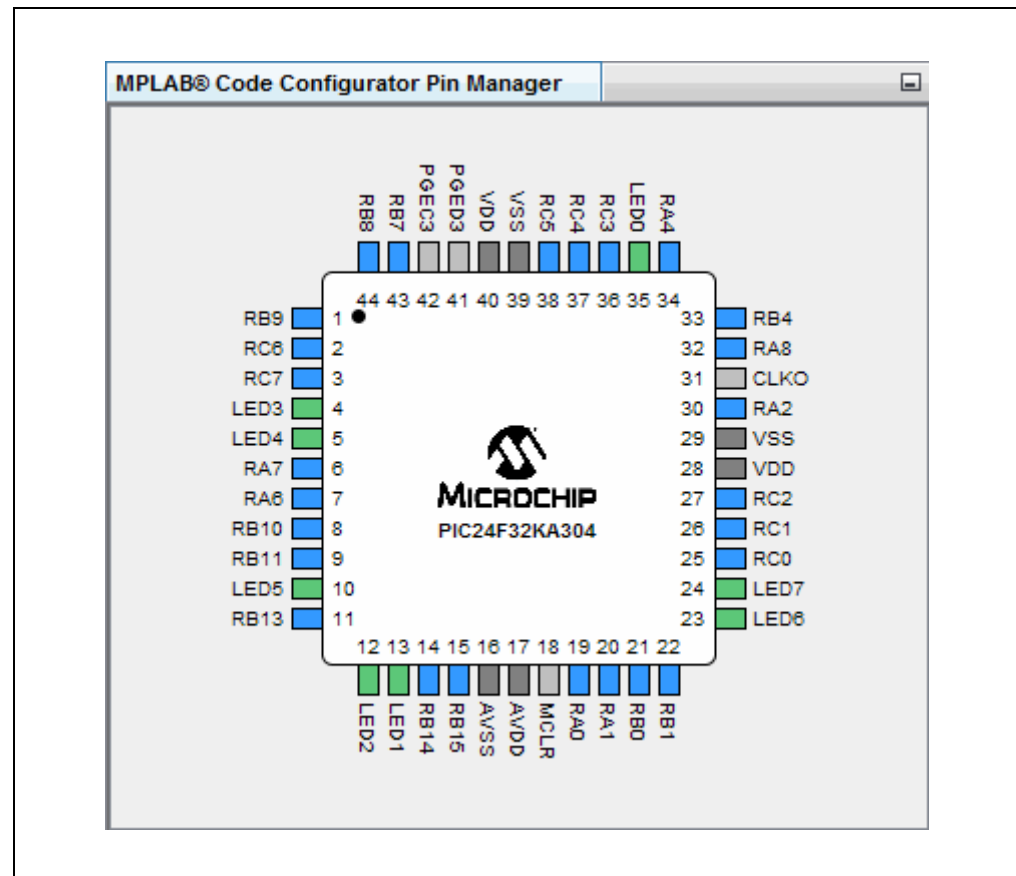 MPLAB® Code Configurator Pin Manager
RB8 RB7 PGEC3 PGED3 VDD VSS RC5 RC4 RC3 LED0 RA4
44 43 42 41 40 39 38 37 36 35 34
RB9 1 33 RB4
RC6 2 32 RA8
RC7 3 31 CLKO
LED3 4 30 RA2
LED4 5 29 VSS
RA7 6 28 VDD
RA6 7 27 RC2
MICROCHIP
RB10 8 PIC24F32KA304 26 RC1
RB11 9 25 RC0
LED5 10 24 LED7
RB13 11 23 LED6
12 13 14 15 16 17 18 19 20 21 22
LED2 LED1 RB14 RB15 AVSS AVDD MCLR RA0 RA1 RB0 RB1